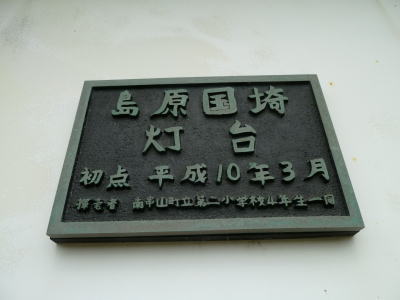 島原国埼
灯台
初点 平成10年3月
揮毫者 南串山町立第二小学校4年生一同